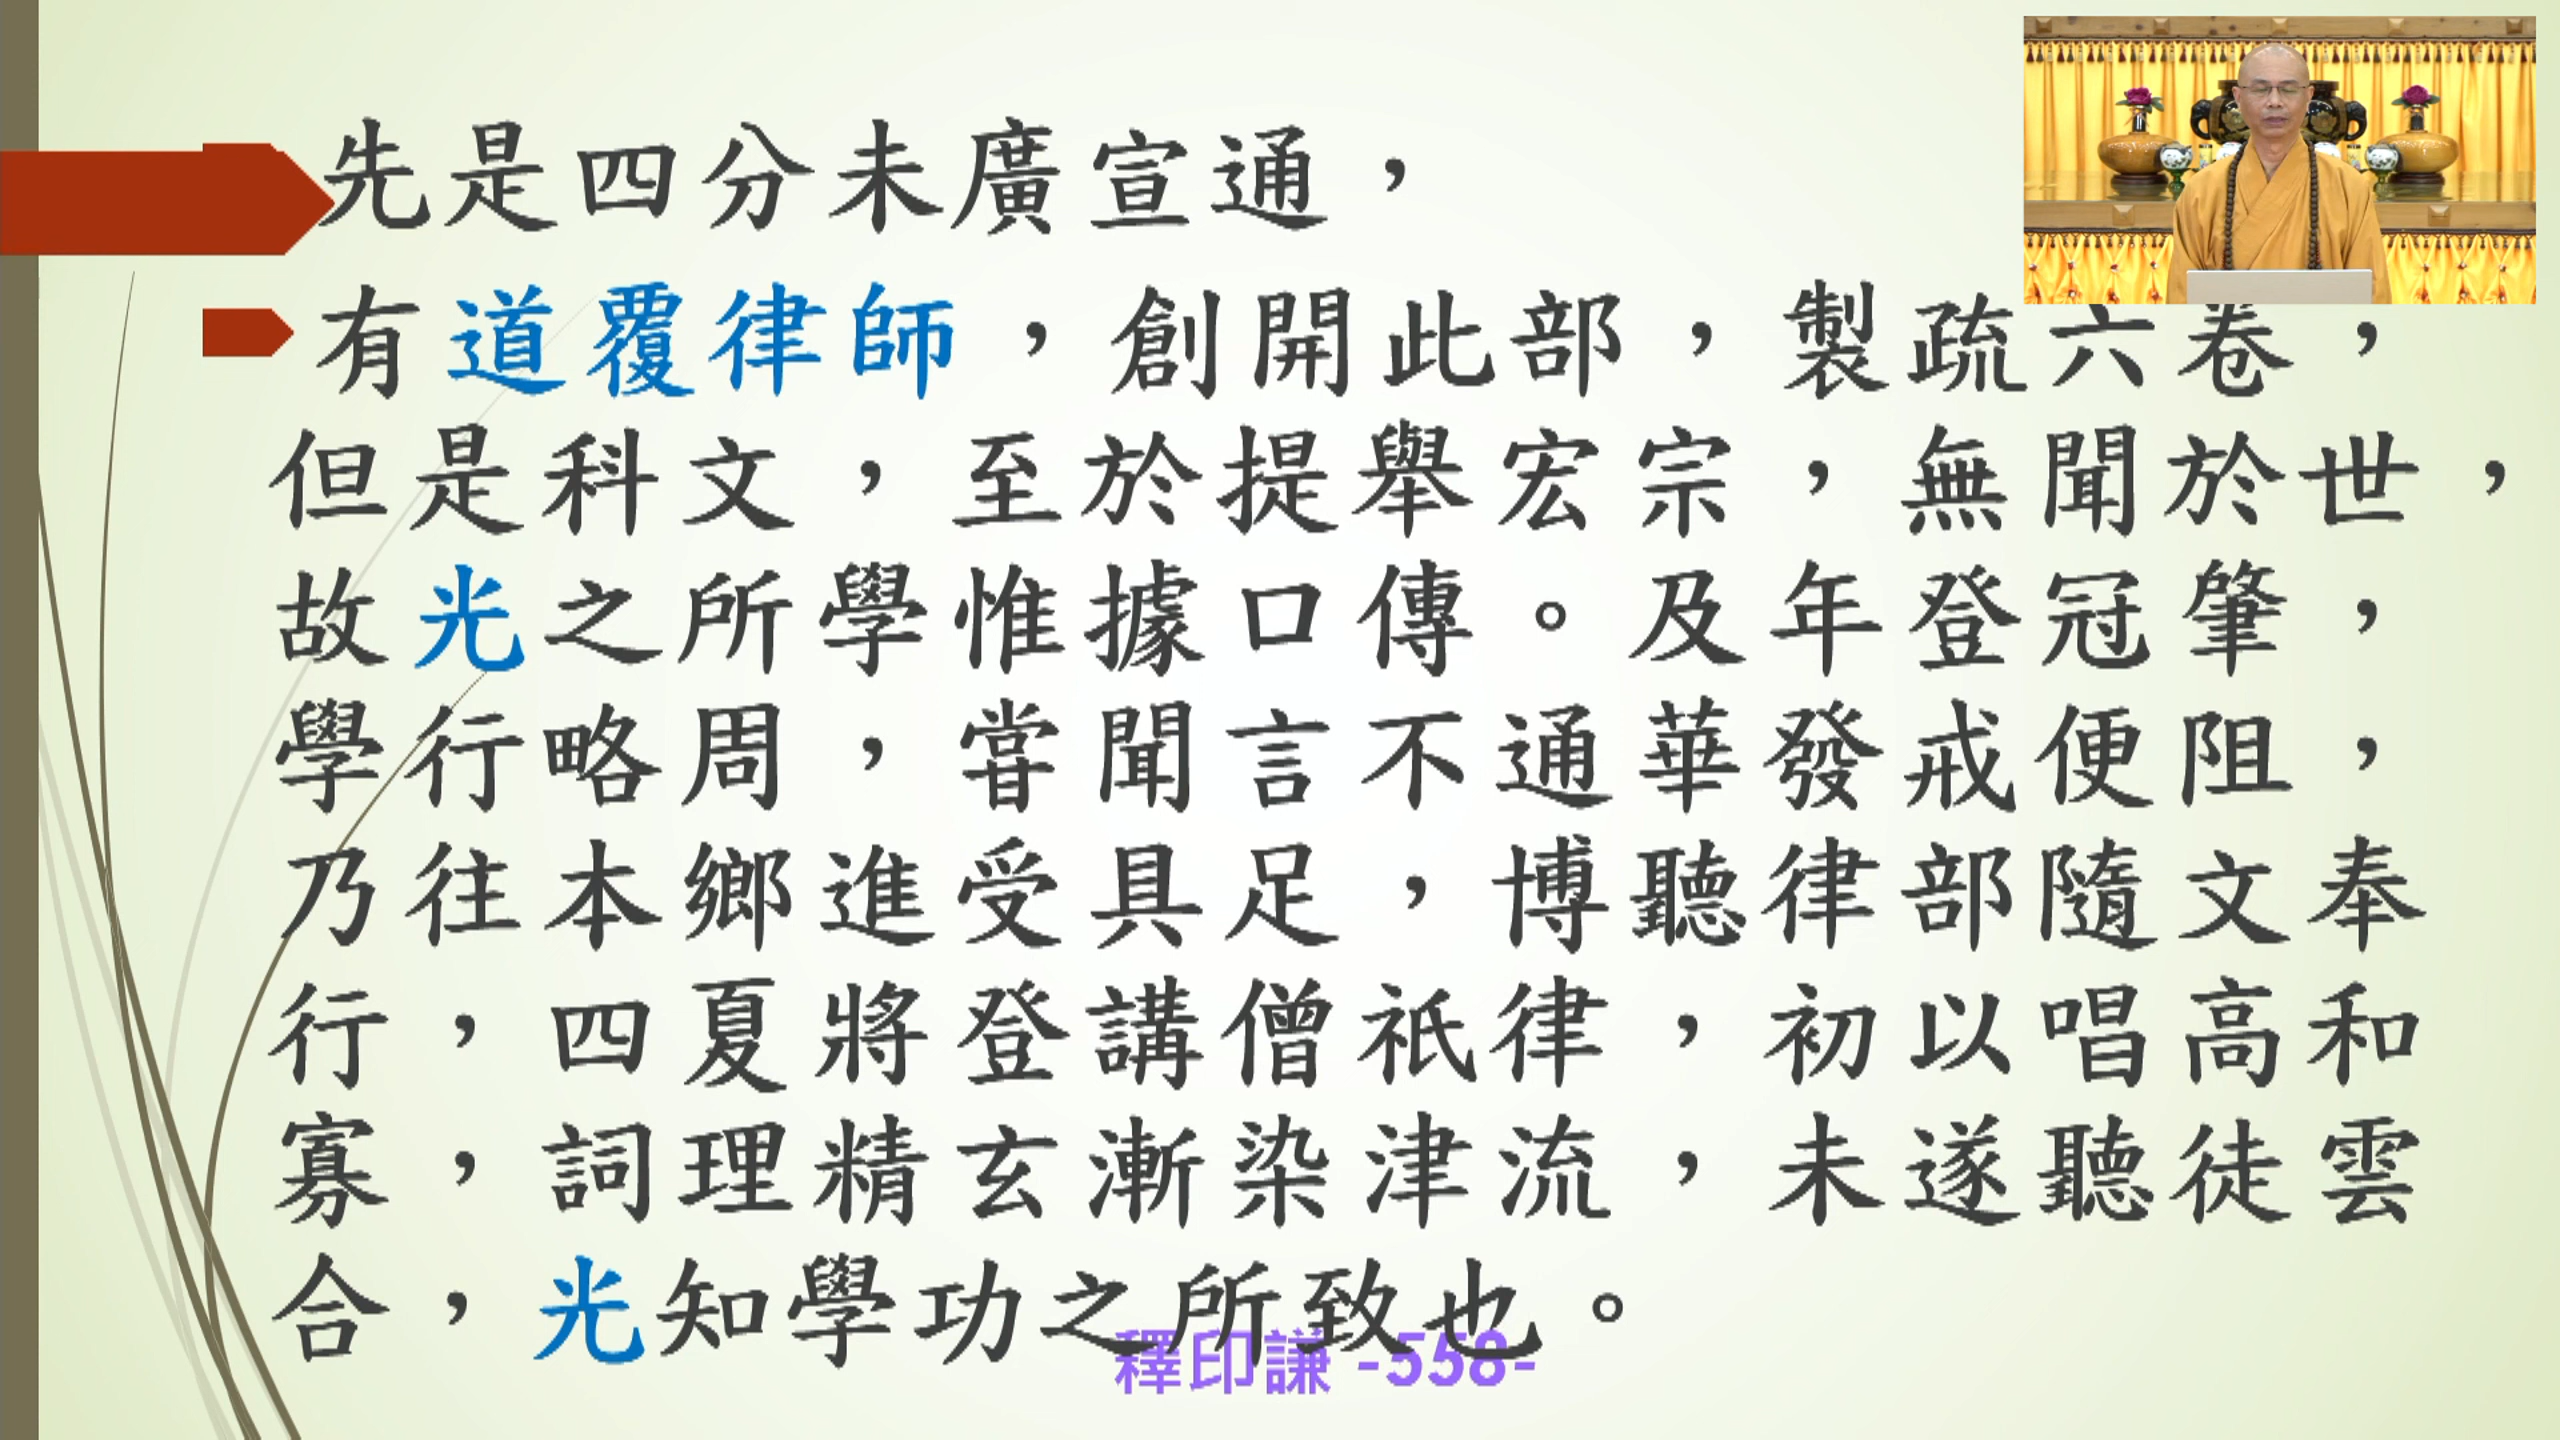 先是四分未廣宣通，
有道覆律師，創開此部，製疏六卷，
但是科文，至於提舉宏宗，無聞於世，
故光之所學惟據口傳。及年登冠肇，
學行略周，嘗聞言不通華發戒便阻，
乃往本鄉進受具足，博聽律部隨文奉
行，四夏將登講僧祇律，初以唱高和
寡，詞理精玄漸染津流，未遂聽徒雲
合，光知學功之所致也。
釋印謙 -558-